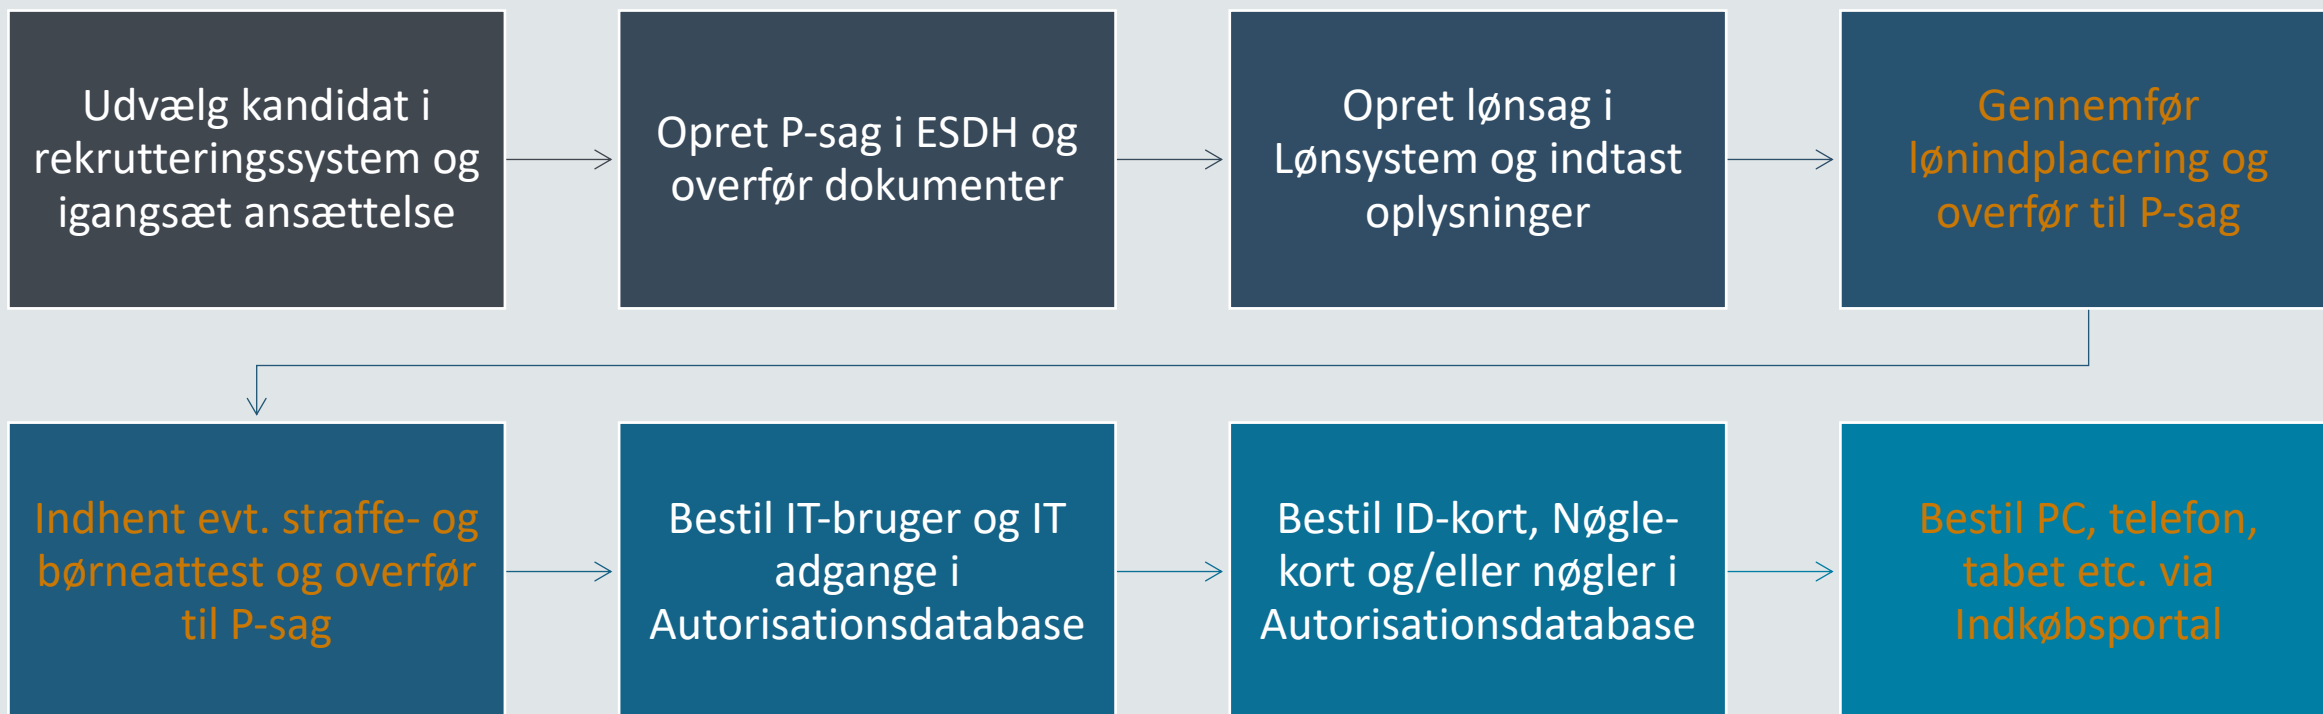 Udvælg kandidat i
rekrutteringssystem og
igangsæt ansættelse
Opret P-sag i ESDH og
overfør dokumenter
Opret lønsag i
Lønsystem og indtast
oplysninger
Gennemfør
lønindplacering og
overfør til P-sag
Indhent evt. straffe- og
børneattest og overfør
til P-sag
Bestil IT-bruger og IT
adgange i
Autorisationsdatabase
Bestil ID-kort, Nøgle-
kort og/eller nøgler i
Autorisationsdatabase
Bestil PC, telefon,
tabet etc. via
Indkøbsportal